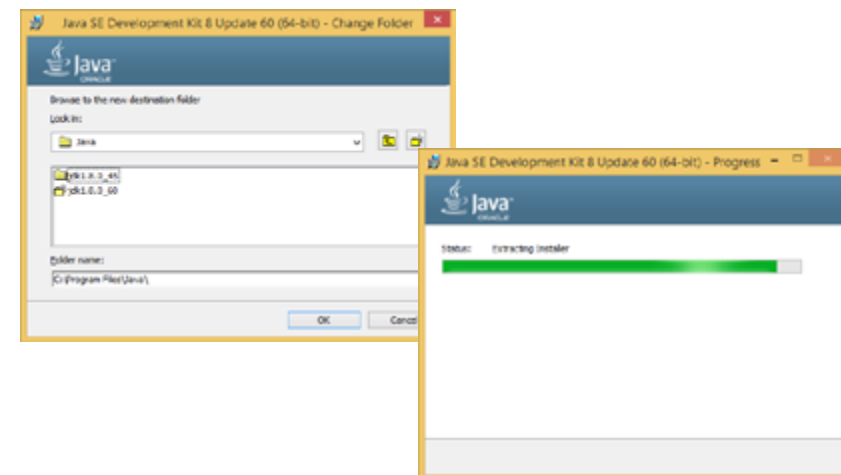 Java SE Development Kit 8 Update 60 (64-bit) - Change Folder
Java
ORACLE
Browse to the new destination folder
Look in:
Java
jdk1.8.0_45
jdk1.8.0_60
Folder name:
C:\Program Files\Java\
OK
Cancel
Java SE Development Kit 8 Update 60 (64-bit) - Progress
Java
ORACLE
Status: Extracting Installer